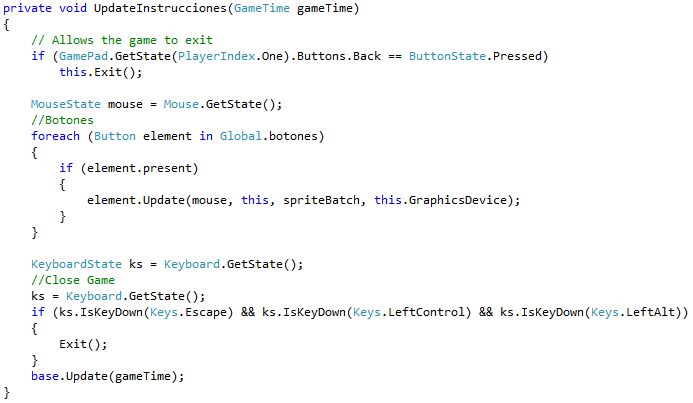 private void UpdateInstrucciones(GameTime gameTime)
{
    // Allows the game to exit
    if (GamePad.GetState(PlayerIndex.One).Buttons.Back == ButtonState.Pressed)
        this.Exit();

    MouseState mouse = Mouse.GetState();
    //Botones
    foreach (Button element in Global.botones)
    {
        if (element.present)
        {
            element.Update(mouse, this, spriteBatch, this.GraphicsDevice);
        }
    }

    KeyboardState ks = Keyboard.GetState();
    //Close Game
    ks = Keyboard.GetState();
    if (ks.IsKeyDown(Keys.Escape) && ks.IsKeyDown(Keys.LeftControl) && ks.IsKeyDown(Keys.LeftAlt))
    {
        Exit();
    }
    base.Update(gameTime);
}